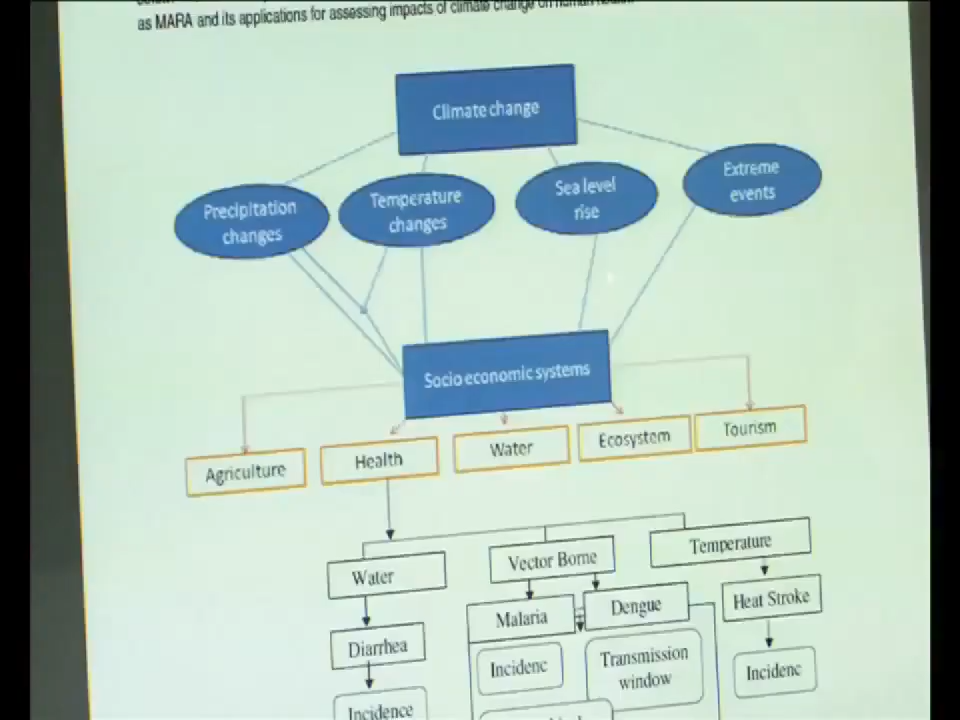 as MARA and its applications for assessing impacts of climate change on human
Climate change
Precipitation
changes
Temperature
changes
Sea level
rise
Extreme
events
Socio economic systems
Agriculture
Health
Water
Ecosystem
Tourism
Water
Vector Borne
Temperature
Malaria
Dengue
Heat Stroke
Diarrhea
Incidenc
Transmission
window
Incidenc
Incidence